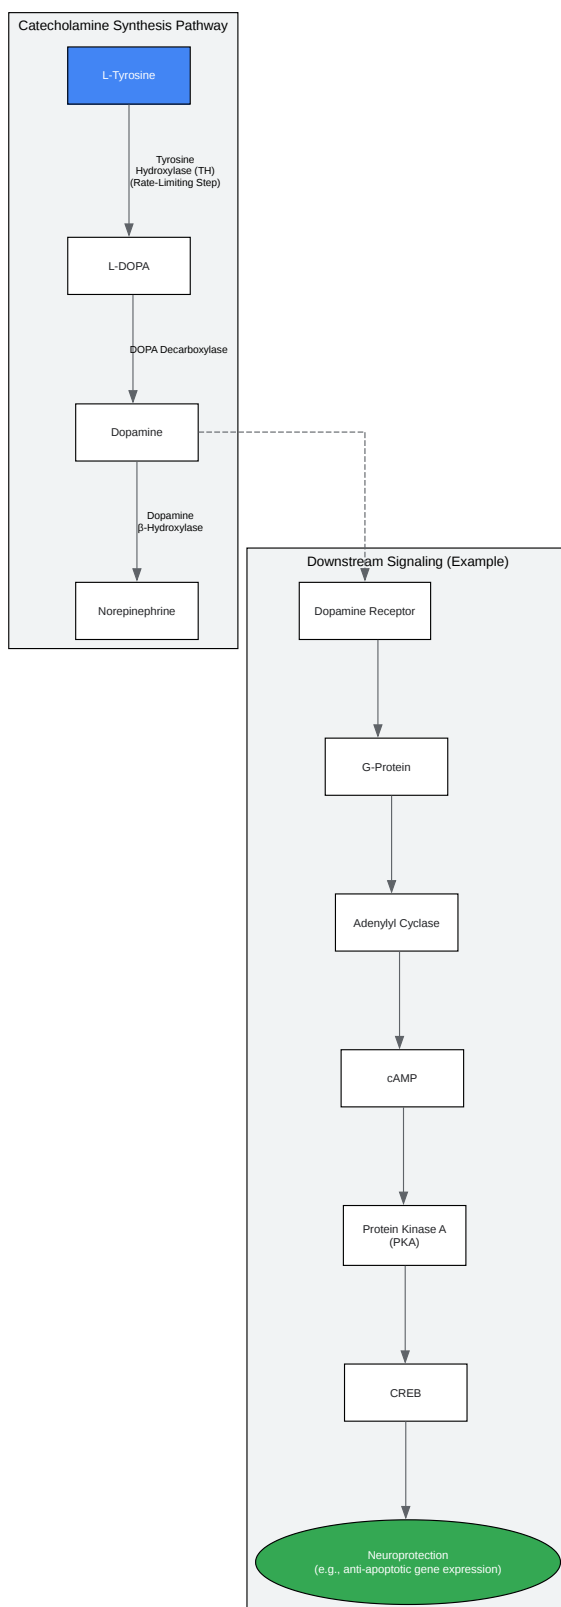 Catecholamine Synthesis Pathway
L-Tyrosine
Tyrosine
Hydroxylase (TH)
(Rate-Limiting Step)
L-DOPA
DOPA Decarboxylase
Dopamine
Dopamine
β-Hydroxylase
Norepinephrine
Downstream Signaling (Example)
Dopamine Receptor
G-Protein
Adenylyl Cyclase
cAMP
Protein Kinase A
(PKA)
CREB
Neuroprotection
(e.g., anti-apoptotic gene expression)